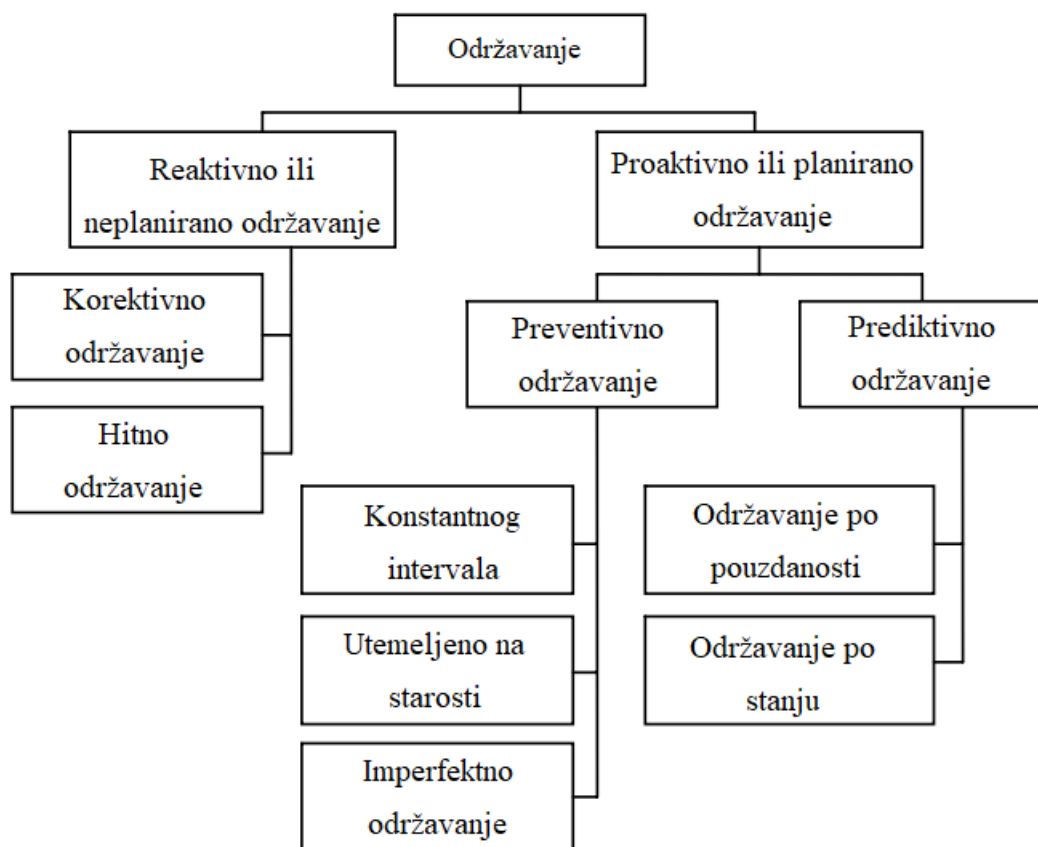 Održavanje
Reaktivno ili
neplanirano održavanje
Proaktivno ili planirano
održavanje
Korektivno
održavanje
Hitno
održavanje
Preventivno
održavanje
Prediktivno
održavanje
Konstantnog
intervala
Utemeljeno na
starosti
Imperfektno
održavanje
Održavanje po
pouzdanosti
Održavanje po
stanju